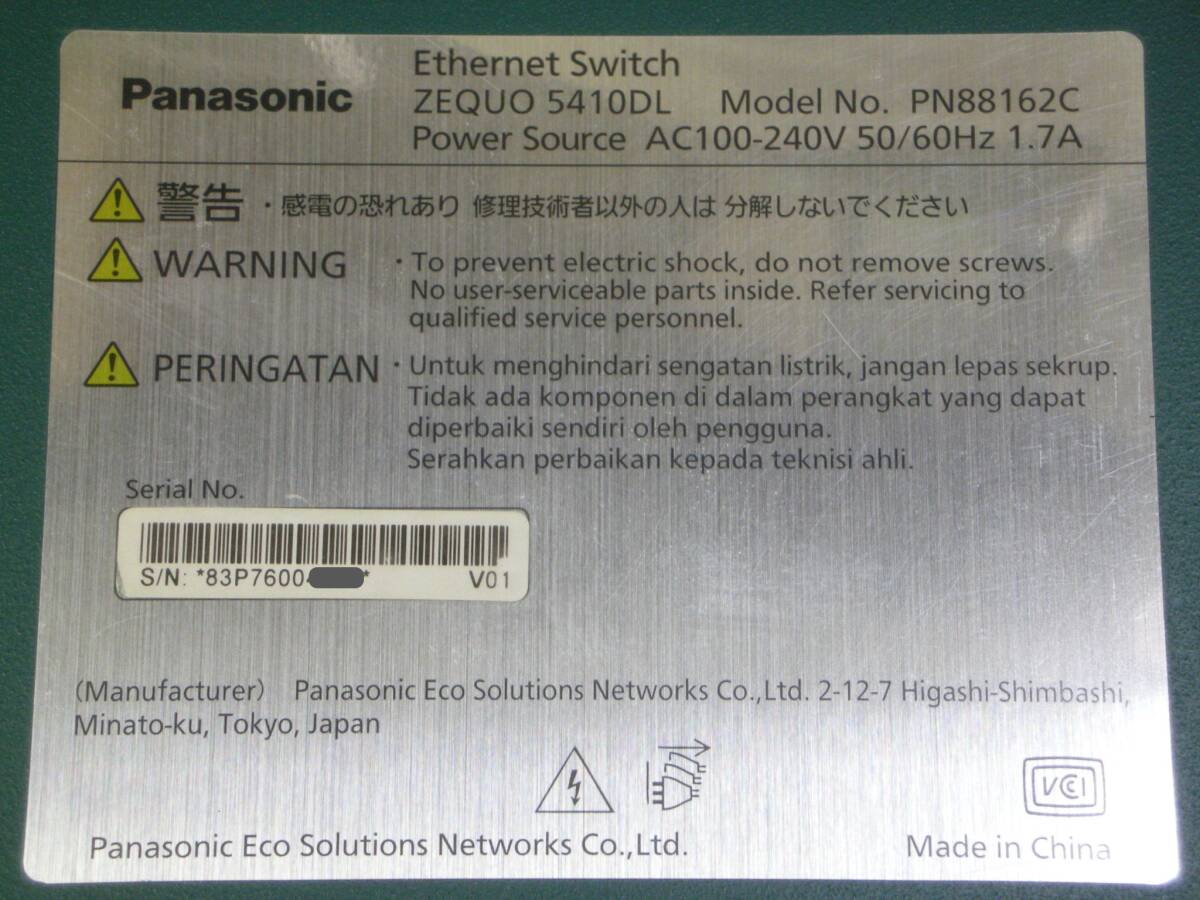 Panasonic
Ethernet Switch
ZEQUO 5410DL Model No. PN88162C
Power Source AC100-240V 50/60Hz 1.7A
警告 ・感電の恐れあり 修理技術者以外の人は 分解しないでください
WARNING ・To prevent electric shock, do not remove screws.
No user-serviceable parts inside. Refer servicing to
qualified service personnel.
PERINGATAN ・Untuk menghindari sengatan listrik, jangan lepas sekrup.
Tidak ada komponen di dalam perangkat yang dapat
diperbaiki sendiri oleh pengguna.
Serahkan perbaikan kepada teknisi ahli.
Serial No.
S/N: *83P7600 * V01
(Manufacturer) Panasonic Eco Solutions Networks Co.,Ltd. 2-12-7 Higashi-Shimbashi,
Minato-ku, Tokyo, Japan
VCCI
Panasonic Eco Solutions Networks Co.,Ltd.
Made in China